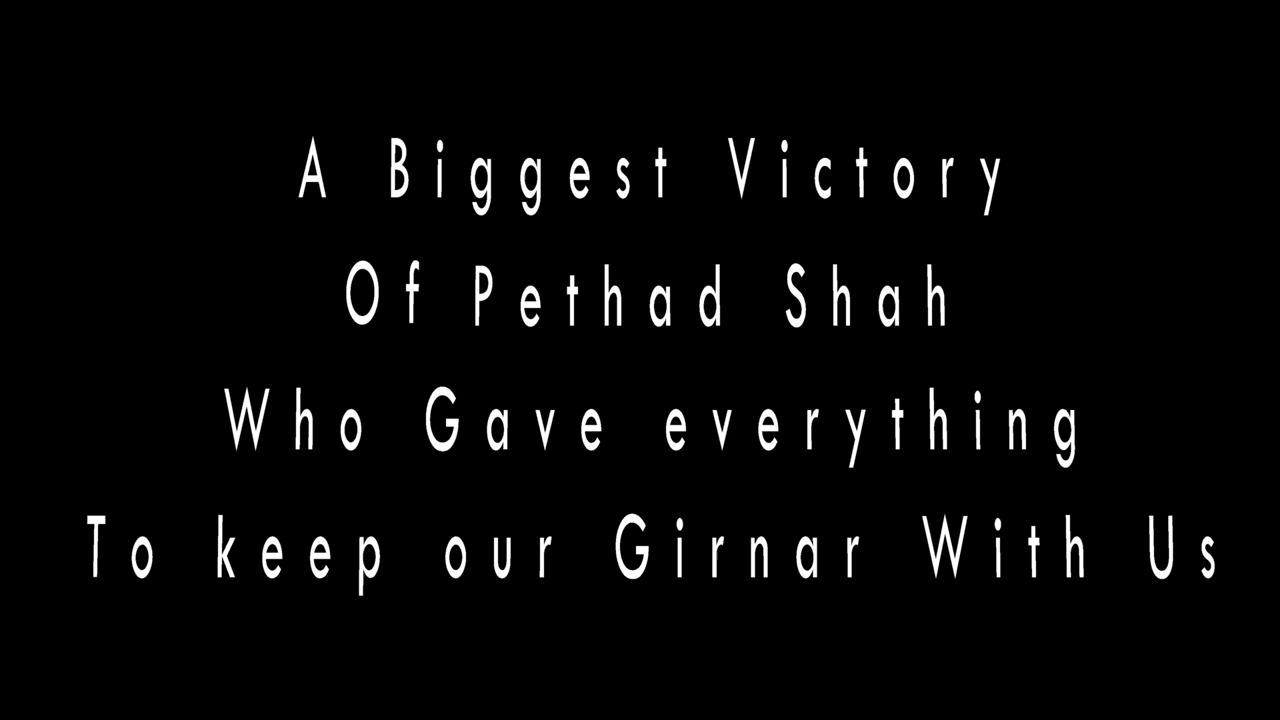 A Biggest Victory
Of Pethad Shah
Who Gave everything
To keep our Girnar With Us